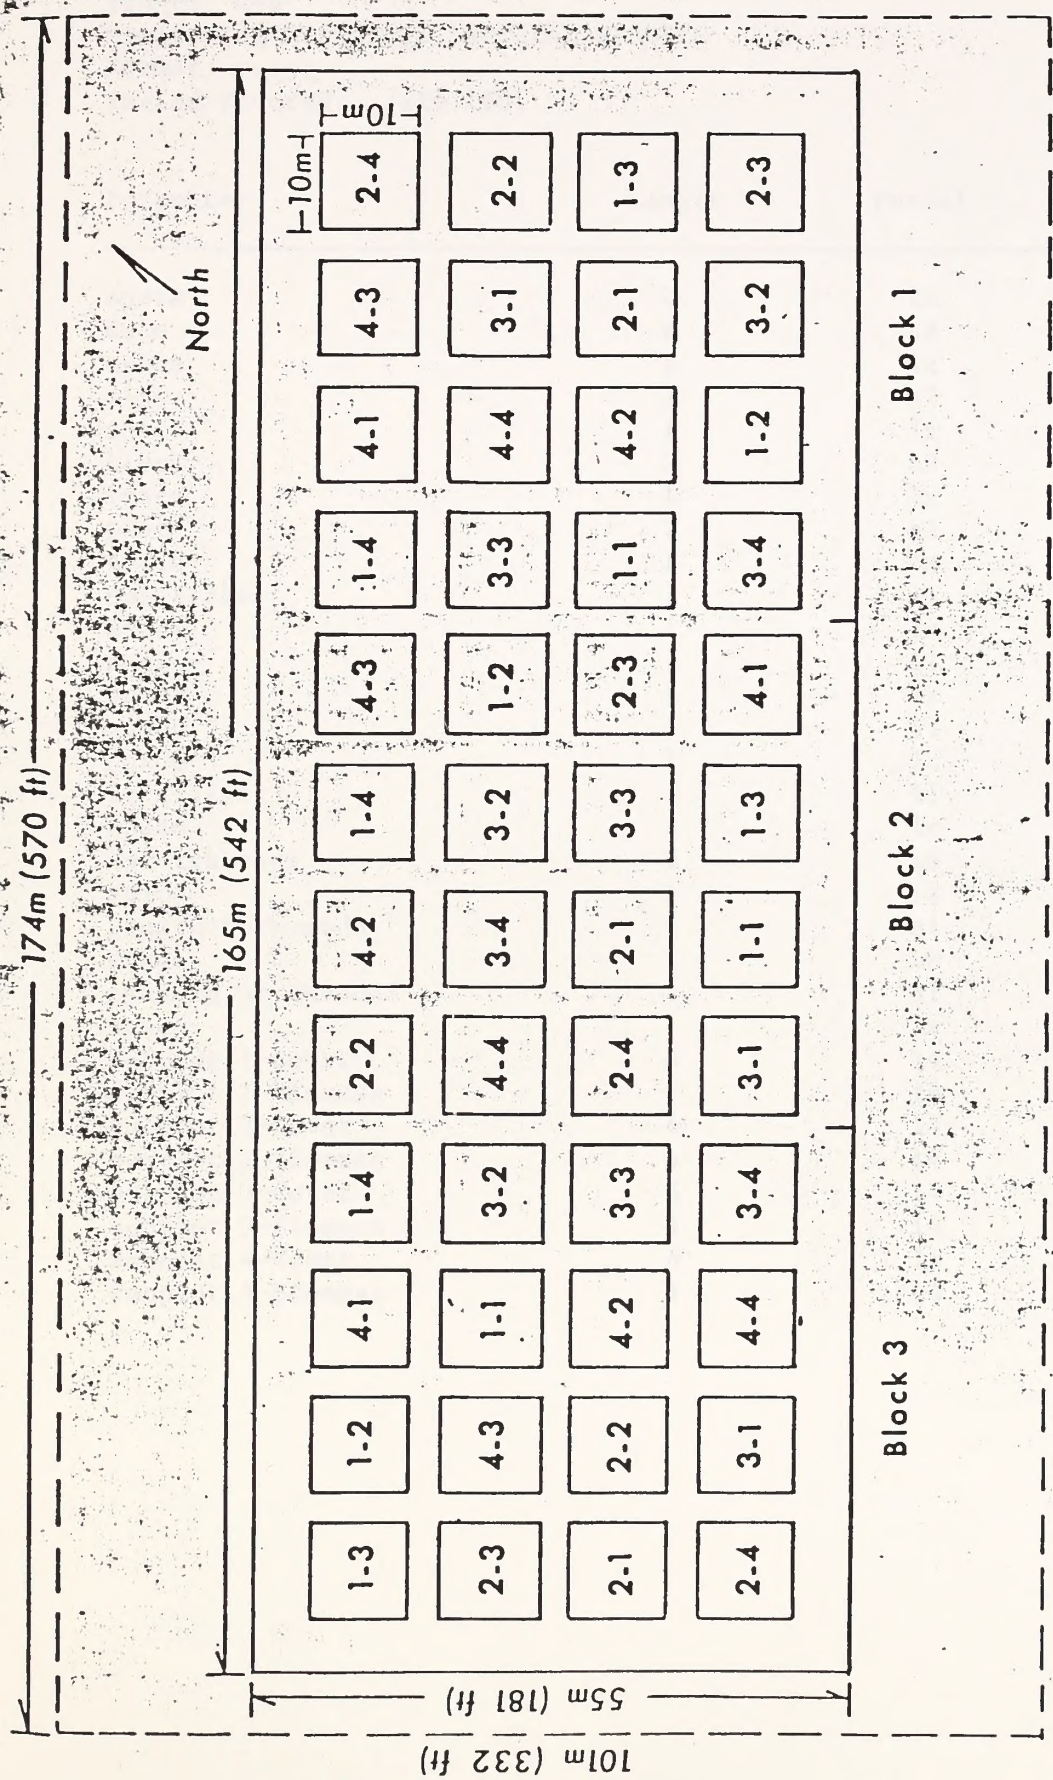 174m (570 ft)
North
165m (542 ft)
10m
10m
1-3 1-2 4-1 1-4 2-2 4-2 1-4 4-3 1-4 4-1 4-3 2-4
2-3 4-3 1-1 3-2 4-4 3-4 3-2 1-2 3-3 4-4 3-1 2-2
2-1 2-2 4-2 3-3 2-4 2-1 3-3 2-3 1-1 4-2 2-1 1-3
2-4 3-1 4-4 3-4 3-1 1-1 1-3 4-1 3-4 1-2 3-2 2-3
55m (181 ft)
101m (332 ft)
Block 3 Block 2 Block 1